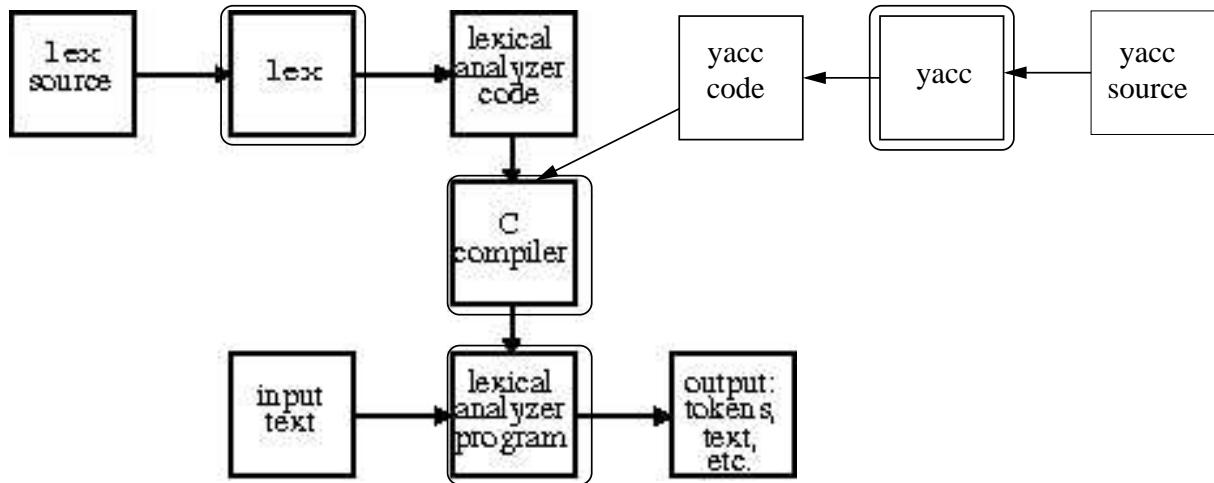 lex
source
lex
lexical
analyzer
code
yacc
code
yacc
yacc
source
C
compiler
input
text
lexical
analyzer
program
output:
tokens,
text,
etc.